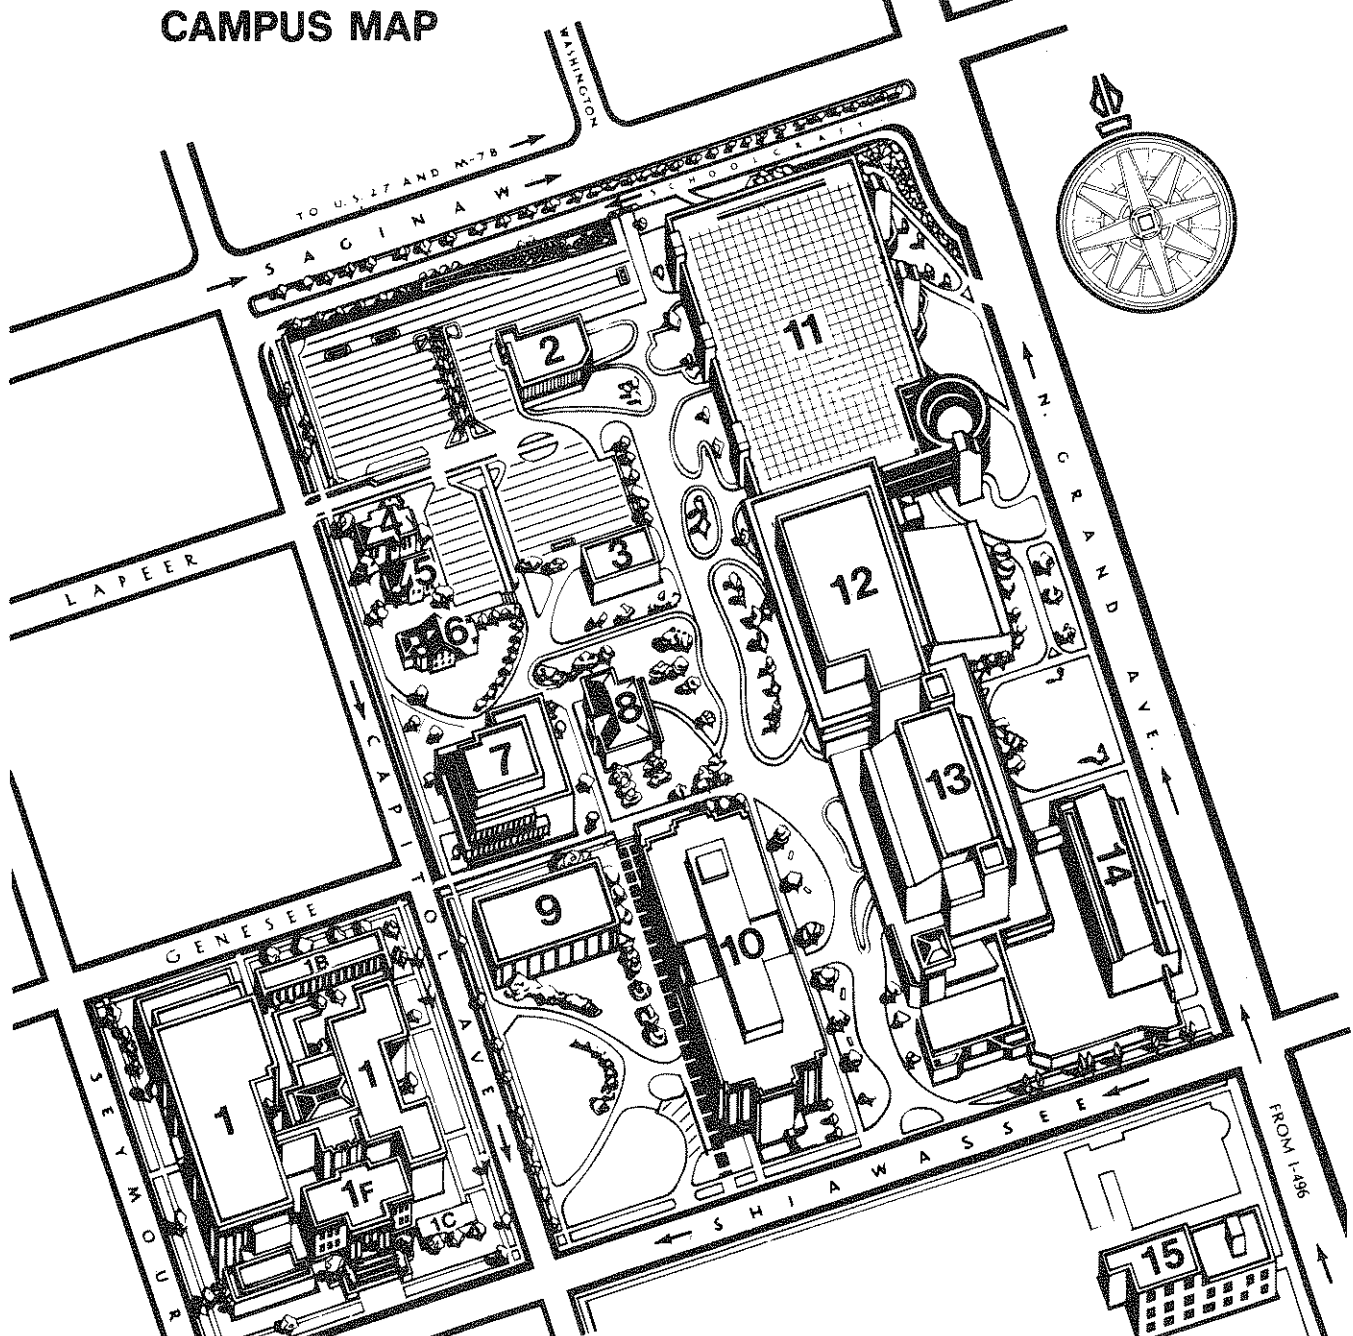 CAMPUS MAP
WASHINGTON
TO U.S. 27 AND M-78
SAGINAW
SCHOOLCRAFT
11
2
N. GRAND AVE.
4
3
5
LAPEER
12
6
8
7
13
CAPITOL AVE
14
9
10
GENESEE
1B
1
1
SEYMOUR
SHIAWASSEE
FROM I-496
1F
1C
15